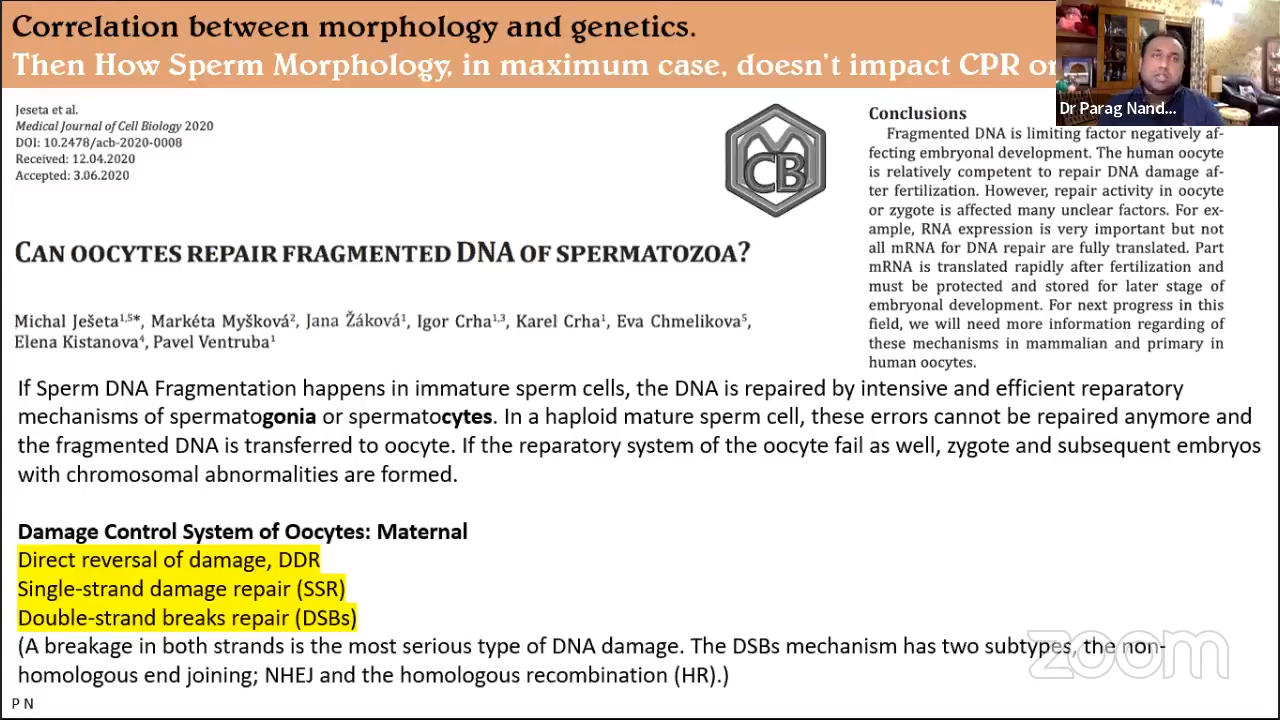 Correlation between morphology and genetics.
Then How Sperm Morphology, in maximum case, doesn't impact CPR or
Dr Parag Nand...
Jeseta et al.
Medical Journal of Cell Biology 2020
DOI: 10.2478/acb-2020-0008
Received: 12.04.2020
Accepted: 3.06.2020
MCB
CAN OOCYTES REPAIR FRAGMENTED DNA OF SPERMATOZOA?
Michal Ješeta1,5*, Markéta Myšková2, Jana Žáková1, Igor Crha1,3, Karel Crha1, Eva Chmelikova5,
Elena Kistanova4, Pavel Ventruba1
Conclusions
Fragmented DNA is limiting factor negatively af-
fecting embryonal development. The human oocyte
is relatively competent to repair DNA damage af-
ter fertilization. However, repair activity in oocyte
or zygote is affected many unclear factors. For ex-
ample, RNA expression is very important but not
all mRNA for DNA repair are fully translated. Part
mRNA is translated rapidly after fertilization and
must be protected and stored for later stage of
embryonal development. For next progress in this
field, we will need more information regarding of
these mechanisms in mammalian and primary in
human oocytes.
If Sperm DNA Fragmentation happens in immature sperm cells, the DNA is repaired by intensive and efficient reparatory
mechanisms of spermatogonia or spermatocytes. In a haploid mature sperm cell, these errors cannot be repaired anymore and
the fragmented DNA is transferred to oocyte. If the reparatory system of the oocyte fail as well, zygote and subsequent embryos
with chromosomal abnormalities are formed.
Damage Control System of Oocytes: Maternal
Direct reversal of damage, DDR
Single-strand damage repair (SSR)
Double-strand breaks repair (DSBs)
(A breakage in both strands is the most serious type of DNA damage. The DSBs mechanism has two subtypes, the non-
homologous end joining; NHEJ and the homologous recombination (HR).)
zoom
P N